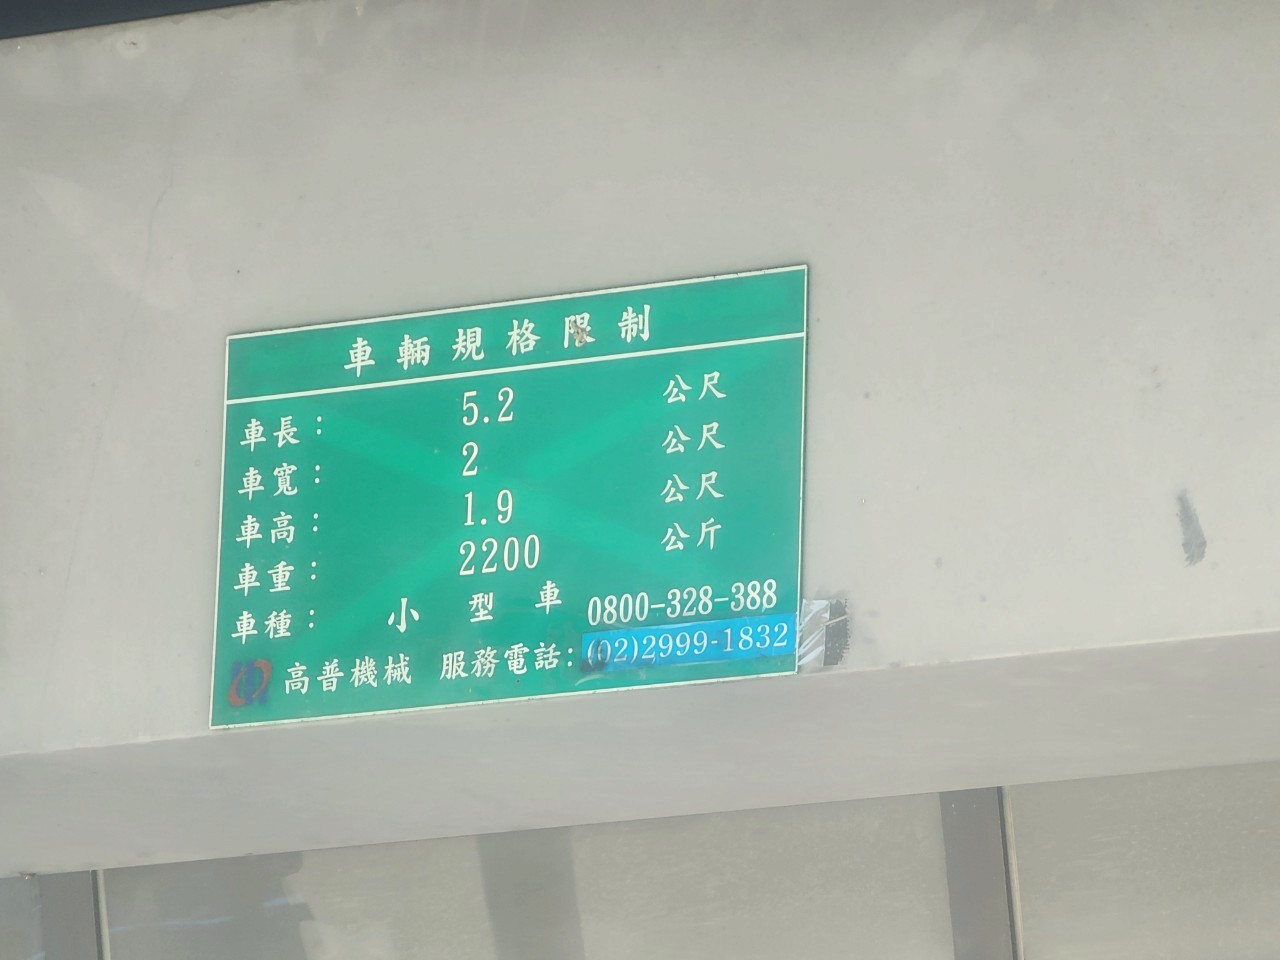 車輛規格限制
車長： 5.2 公尺
車寬： 2 公尺
車高： 1.9 公尺
車重： 2200 公斤
車種： 小型車 0800-328-388
高普機械 服務電話：(02)2999-1832